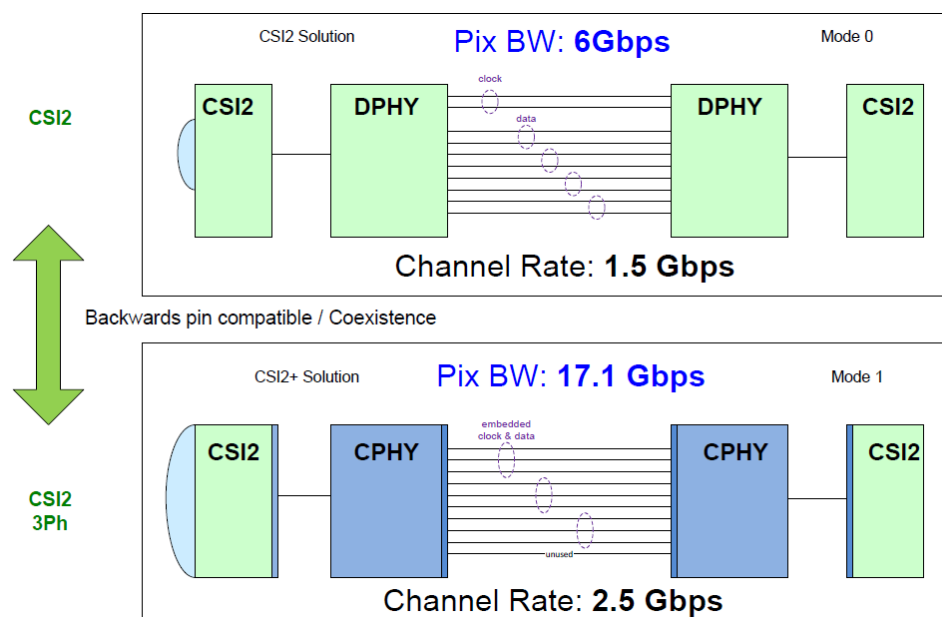 CSI2 Solution
Pix BW: 6Gbps
Mode 0
clock
CSI2
CSI2
DPHY
data
DPHY
CSI2
Channel Rate: 1.5 Gbps
Backwards pin compatible / Coexistence
CSI2+ Solution
Pix BW: 17.1 Gbps
Mode 1
embedded
clock & data
CSI2
CPHY
CPHY
CSI2
CSI2
3Ph
unused
Channel Rate: 2.5 Gbps